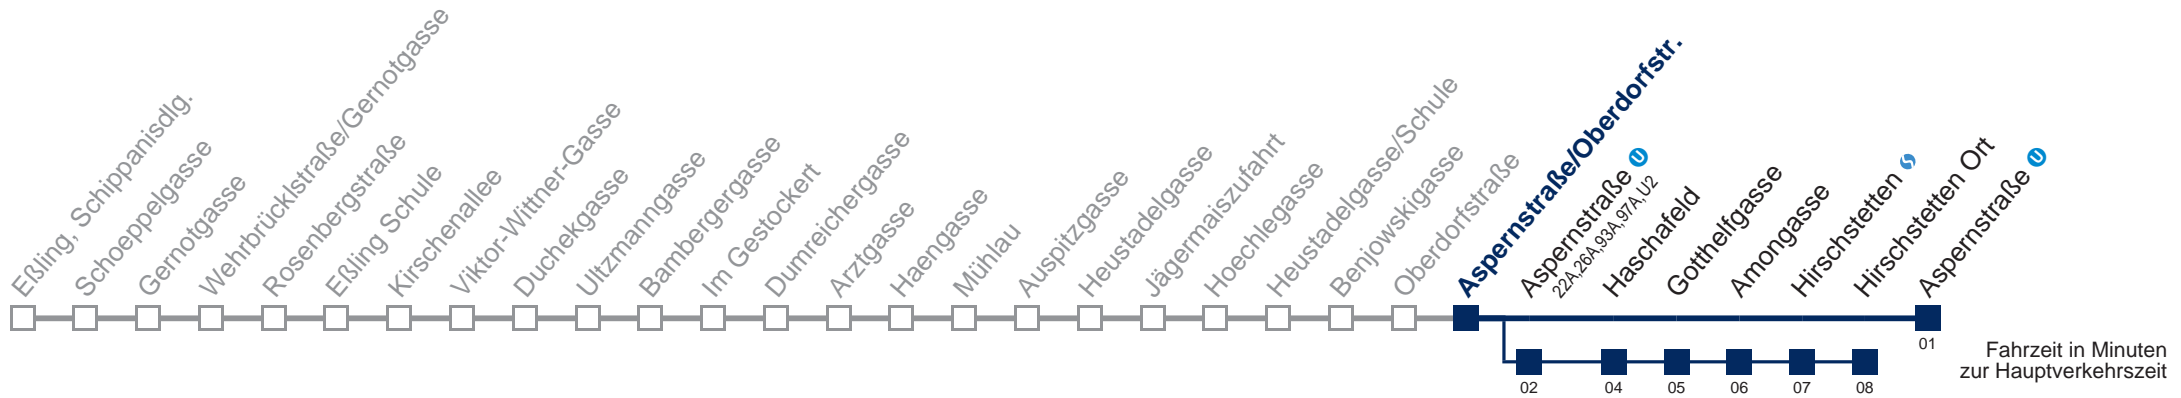 Eßling, Schippanisdlg.
Schoeppelgasse
Gernotgasse
Wehrbrücklstraße/Gernotgasse
Rosenbergstraße
Eßling Schule
Kirschenallee
Viktor-Wittner-Gasse
Duchekgasse
Ultzmanngasse
Bambergergasse
Im Gestockert
Dumreichergasse
Arztgasse
Haengasse
Mühlau
Auspitzgasse
Heustadelgasse
Jägermaiszufahrt
Hoechlegasse
Heustadelgasse/Schule
Benjowskigasse
Oberdorfstraße
Aspernstraße/Oberdorfstr.
Aspernstraße U
22A,26A,93A,97A,U2
Haschafeld
Gotthelfgasse
Amongasse
Hirschstetten S
Hirschstetten Ort
Aspernstraße U
01
02
04
05
06
07
08
Fahrzeit in Minuten
zur Hauptverkehrszeit